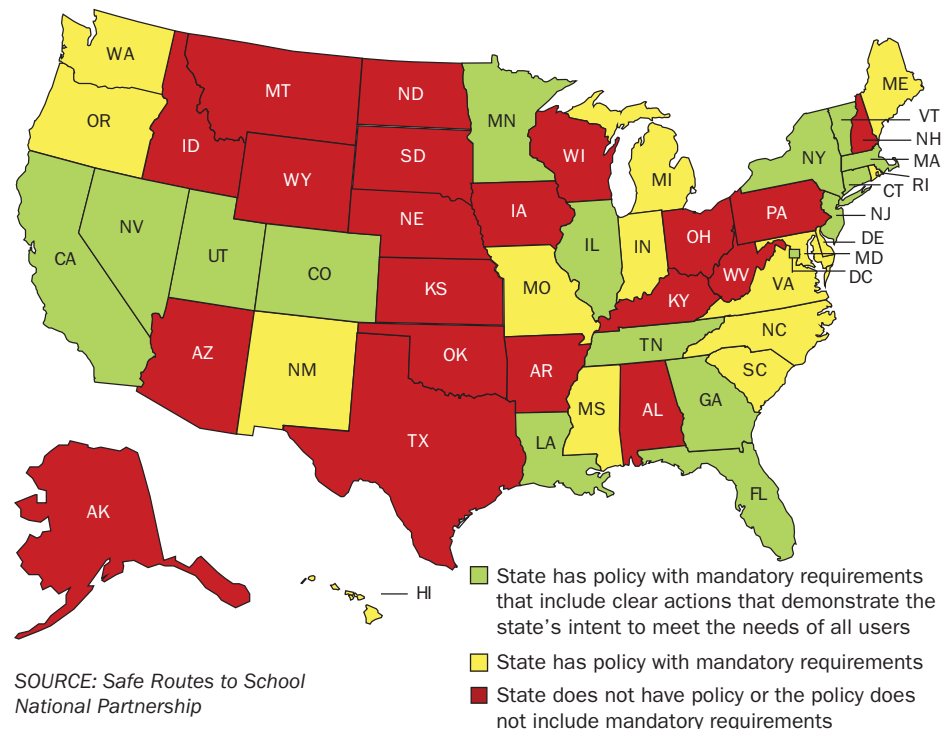 WA
MT
ND
MN
ME
VT
OR
ID
WI
NY
NH
SD
MA
WY
MI
RI
CT
NE
IA
PA
NJ
NV
OH
IN
IL
DE
UT
MD
CA
CO
WV
DC
KS
MO
VA
KY
NC
TN
AZ
OK
NM
AR
SC
MS
AL
GA
TX
LA
FL
AK
HI
State has policy with mandatory requirements
that include clear actions that demonstrate the
state's intent to meet the needs of all users
State has policy with mandatory requirements
State does not have policy or the policy does
not include mandatory requirements
SOURCE: Safe Routes to School
National Partnership